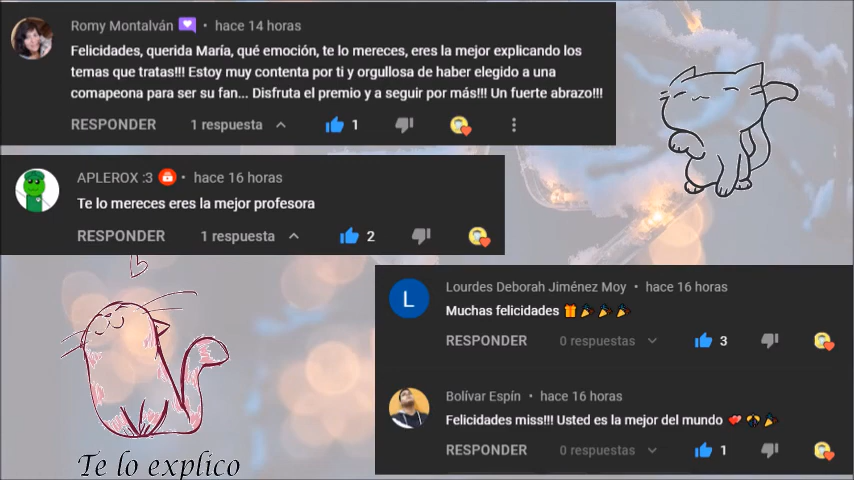 Romy Montalván • hace 14 horas
Felicidades, querida María, qué emoción, te lo mereces, eres la mejor explicando los
temas que tratas!!! Estoy muy contenta por ti y orgullosa de haber elegido a una
comapeona para ser su fan... Disfruta el premio y a seguir por más!!! Un fuerte abrazo!!!
RESPONDER 1 respuesta 1
APLEROX :3 • hace 16 horas
Te lo mereces eres la mejor profesora
RESPONDER 1 respuesta 2
L
Lourdes Deborah Jiménez Moy • hace 16 horas
Muchas felicidades 🎁🎉🎉🎉
RESPONDER 0 respuestas 3
Bolívar Espín • hace 16 horas
Felicidades miss!!! Usted es la mejor del mundo
RESPONDER 0 respuestas 1
Te lo explico